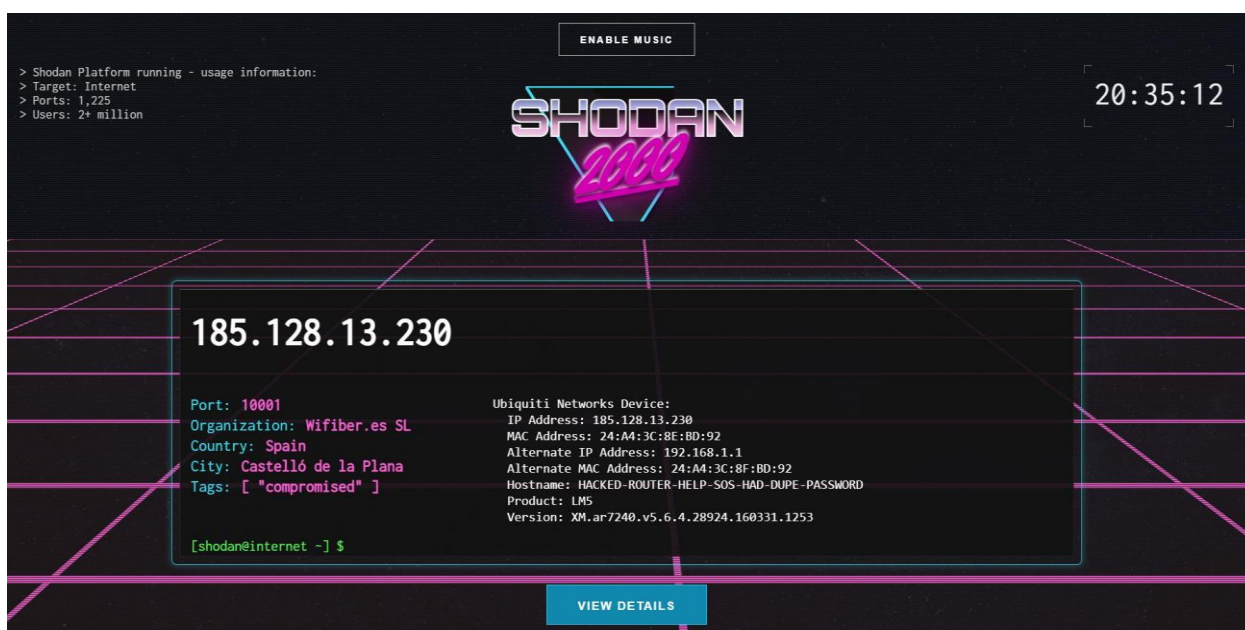 ENABLE MUSIC
> Shodan Platform running - usage information:
> Target: Internet
> Ports: 1,225
> Users: 2+ million
SHODAN
2000
20:35:12
185.128.13.230
Port: 10001
Organization: Wifiber.es SL
Country: Spain
City: Castelló de la Plana
Tags: [ "compromised" ]
[shodan@internet ~] $
Ubiquiti Networks Device:
IP Address: 185.128.13.230
MAC Address: 24:A4:3C:8E:BD:92
Alternate IP Address: 192.168.1.1
Alternate MAC Address: 24:A4:3C:8F:BD:92
Hostname: HACKED-ROUTER-HELP-SOS-HAD-DUPE-PASSWORD
Product: LM5
Version: XM.ar7240.v5.6.4.28924.160331.1253
VIEW DETAILS